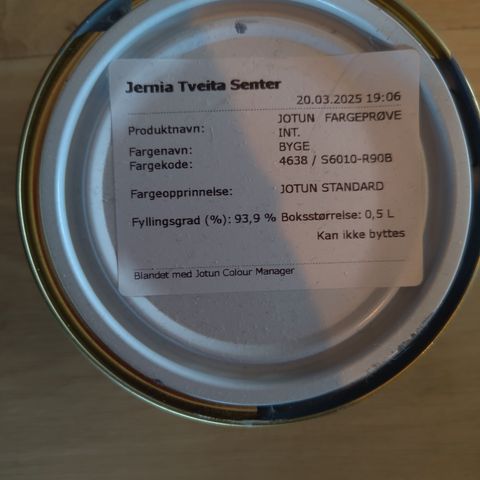 Jernia Tveita Senter
20.03.2025 19:06
Produktnavn: JOTUN FARGEPRØVE
INT.
Fargenavn: BYGE
Fargekode: 4638 / S6010-R90B
Fargeopprinnelse: JOTUN STANDARD
Fyllingsgrad (%): 93,9 % Boksstørrelse: 0,5 L
Kan ikke byttes
Blandet med Jotun Colour Manager